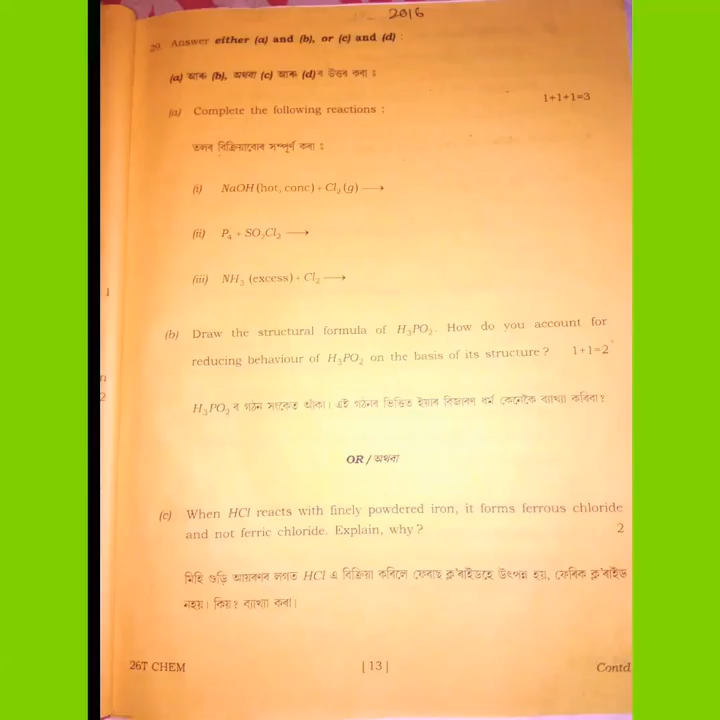 2016
29. Answer either (a) and (b), or (c) and (d) :
(a) আৰু (b), অথবা (c) আৰু (d)ৰ উত্তৰ কৰা :
1+1+1=3
(a) Complete the following reactions :
তলৰ বিক্ৰিয়াবোৰ সম্পূৰ্ণ কৰা :
(i) NaOH (hot, conc) + Cl₂ (g) ⟶
(ii) P₄ + SO₂Cl₂ ⟶
(iii) NH₃ (excess) + Cl₂ ⟶
(b) Draw the structural formula of H₃PO₂. How do you account for
reducing behaviour of H₃PO₂ on the basis of its structure? 1+1=2
H₃PO₂ ৰ গঠন সংকেত আঁকা। এই গঠনৰ ভিত্তিত ইয়াৰ বিজাৰণ ধৰ্ম কেনেকৈ ব্যাখ্যা কৰিবা?
OR / অথবা
(c) When HCl reacts with finely powdered iron, it forms ferrous chloride
and not ferric chloride. Explain, why? 2
মিহি গুড়ি আয়ৰণৰ লগত HCl এ বিক্ৰিয়া কৰিলে ফেৰাছ ক্ল'ৰাইডহে উৎপন্ন হয়, ফেৰিক ক্ল'ৰাইড
নহয়। কিয়? ব্যাখ্যা কৰা।
26T CHEM [ 13 ] Contd